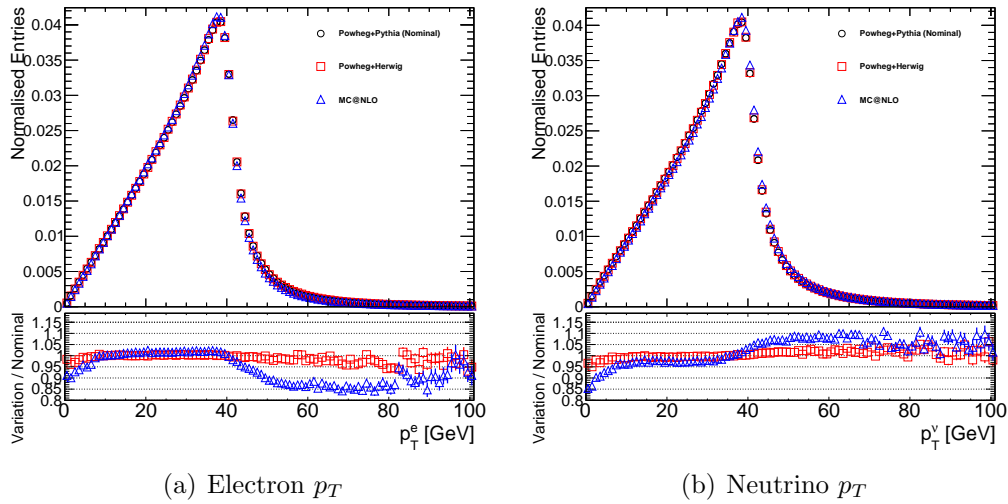 Normalised Entries
0.04
0.035
0.03
0.025
0.02
0.015
0.01
0.005
0
Powheg+Pythia (Nominal)
Powheg+Herwig
MC@NLO
Variation / Nominal
1.15
1.1
1.05
1
0.95
0.9
0.85
0.8
0 20 40 60 80 100
p_T^e [GeV]
(a) Electron p_T
Normalised Entries
0.04
0.035
0.03
0.025
0.02
0.015
0.01
0.005
0
Powheg+Pythia (Nominal)
Powheg+Herwig
MC@NLO
Variation / Nominal
1.15
1.1
1.05
1
0.95
0.9
0.85
0.8
0 20 40 60 80 100
p_T^ν [GeV]
(b) Neutrino p_T